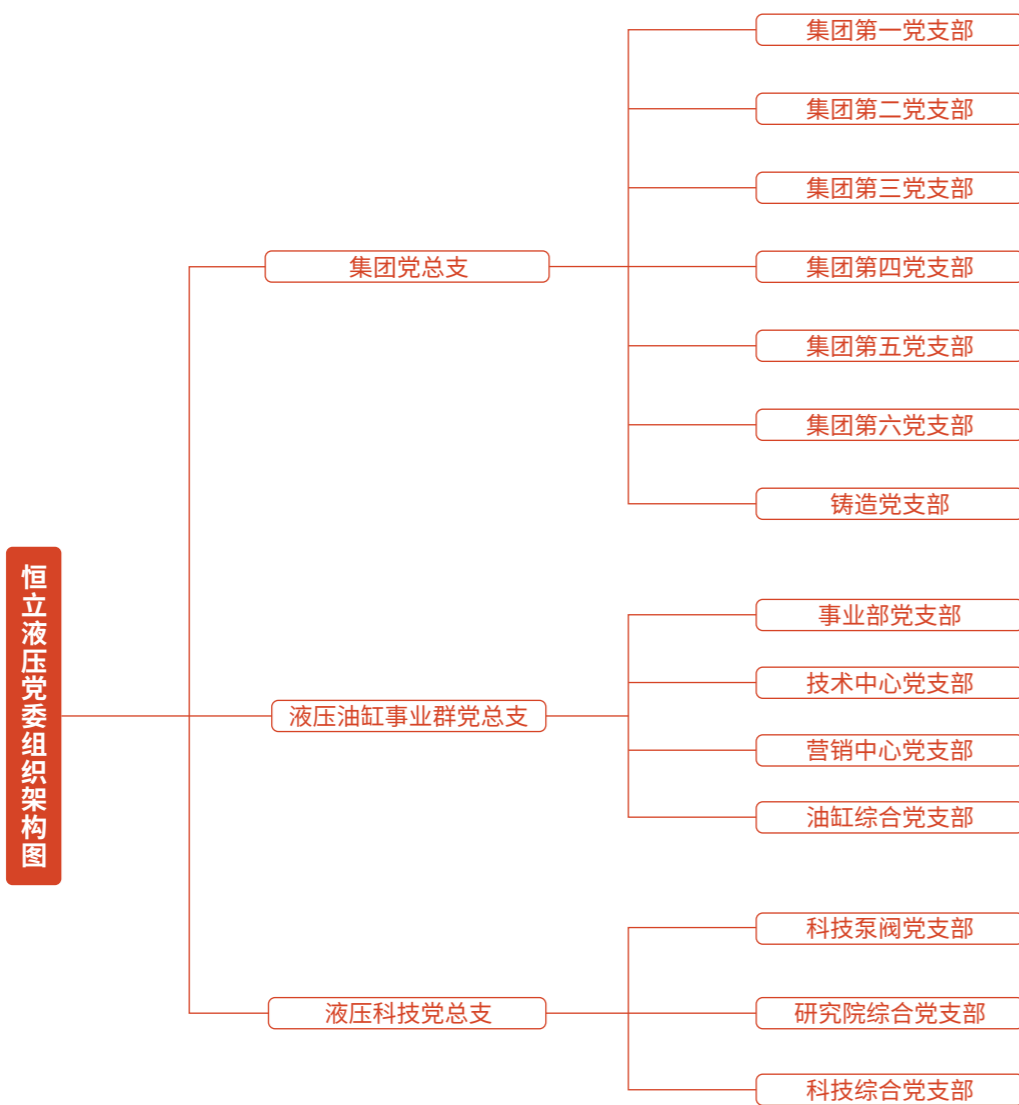 恒立液压党委组织架构图
集团党总支
集团第一党支部
集团第二党支部
集团第三党支部
集团第四党支部
集团第五党支部
集团第六党支部
铸造党支部
液压油缸事业群党总支
事业部党支部
技术中心党支部
营销中心党支部
油缸综合党支部
液压科技党总支
科技泵阀党支部
研究院综合党支部
科技综合党支部